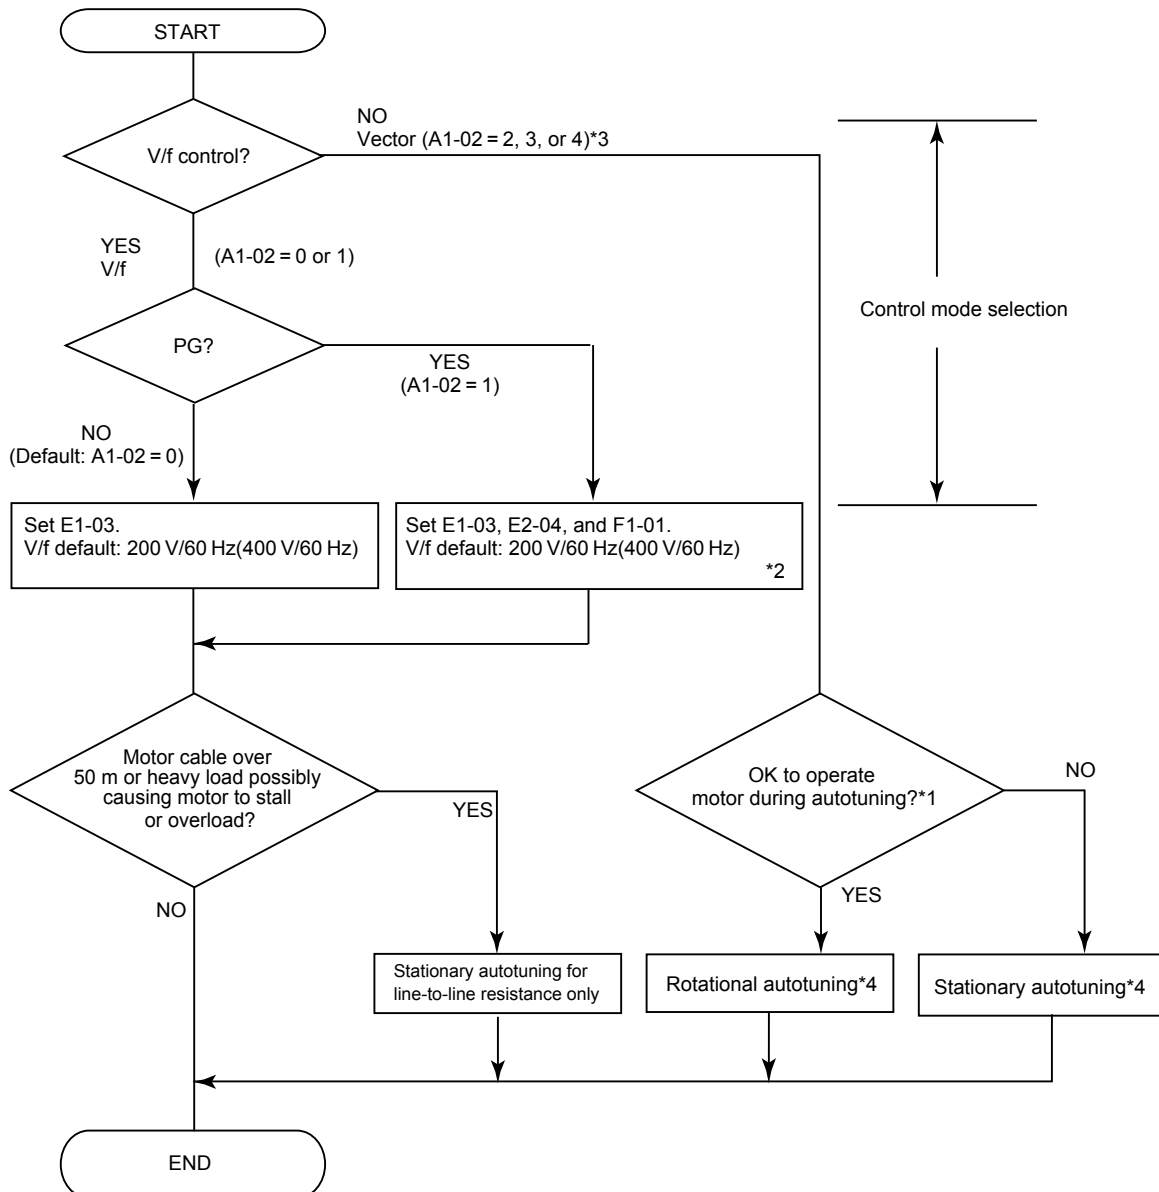 START
NO
Vector (A1-02 = 2, 3, or 4)*3
V/f control?
YES
V/f
(A1-02 = 0 or 1)
Control mode selection
PG?
YES
(A1-02 = 1)
NO
(Default: A1-02 = 0)
Set E1-03.
V/f default: 200 V/60 Hz(400 V/60 Hz)
Set E1-03, E2-04, and F1-01.
V/f default: 200 V/60 Hz(400 V/60 Hz)
*2
Motor cable over
50 m or heavy load possibly
causing motor to stall
or overload?
YES
OK to operate
motor during autotuning?*1
NO
NO
YES
Stationary autotuning for
line-to-line resistance only
Rotational autotuning*4
Stationary autotuning*4
END